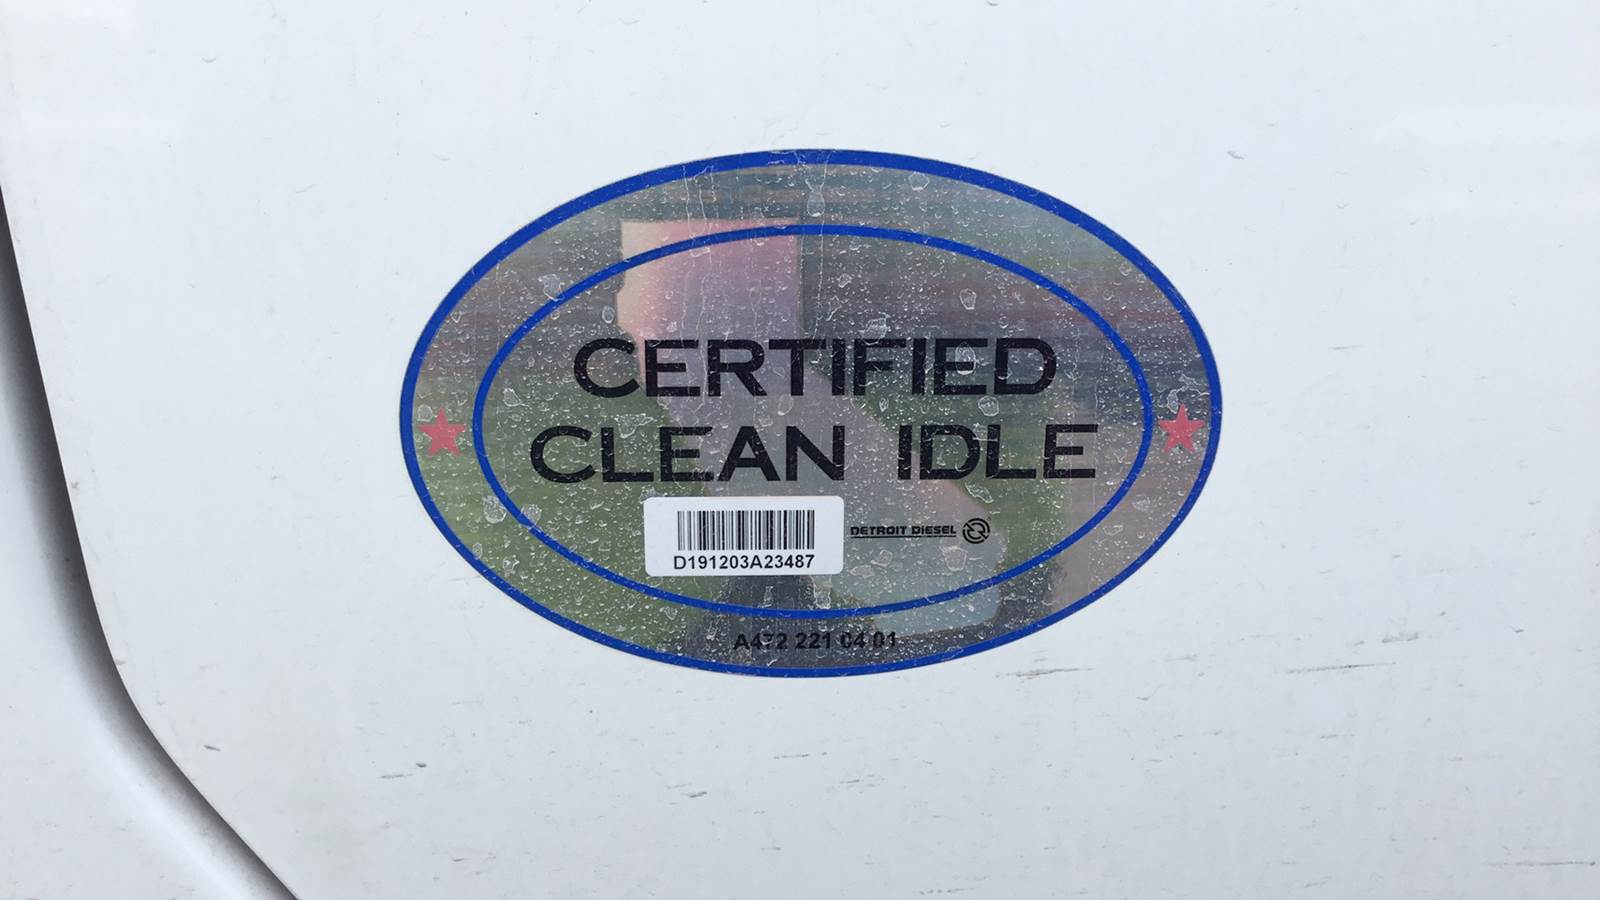 CERTIFIED
CLEAN IDLE
DETROIT DIESEL
D191203A23487
A472 221 04 01